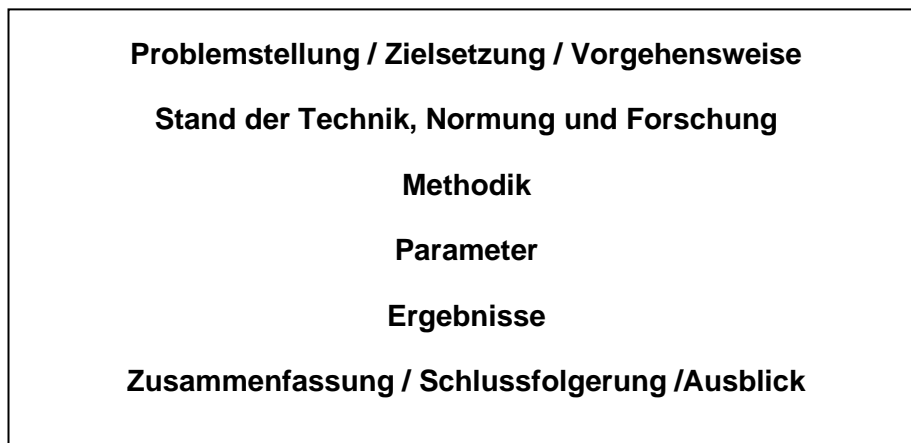 Problemstellung / Zielsetzung / Vorgehensweise
Stand der Technik, Normung und Forschung
Methodik
Parameter
Ergebnisse
Zusammenfassung / Schlussfolgerung /Ausblick